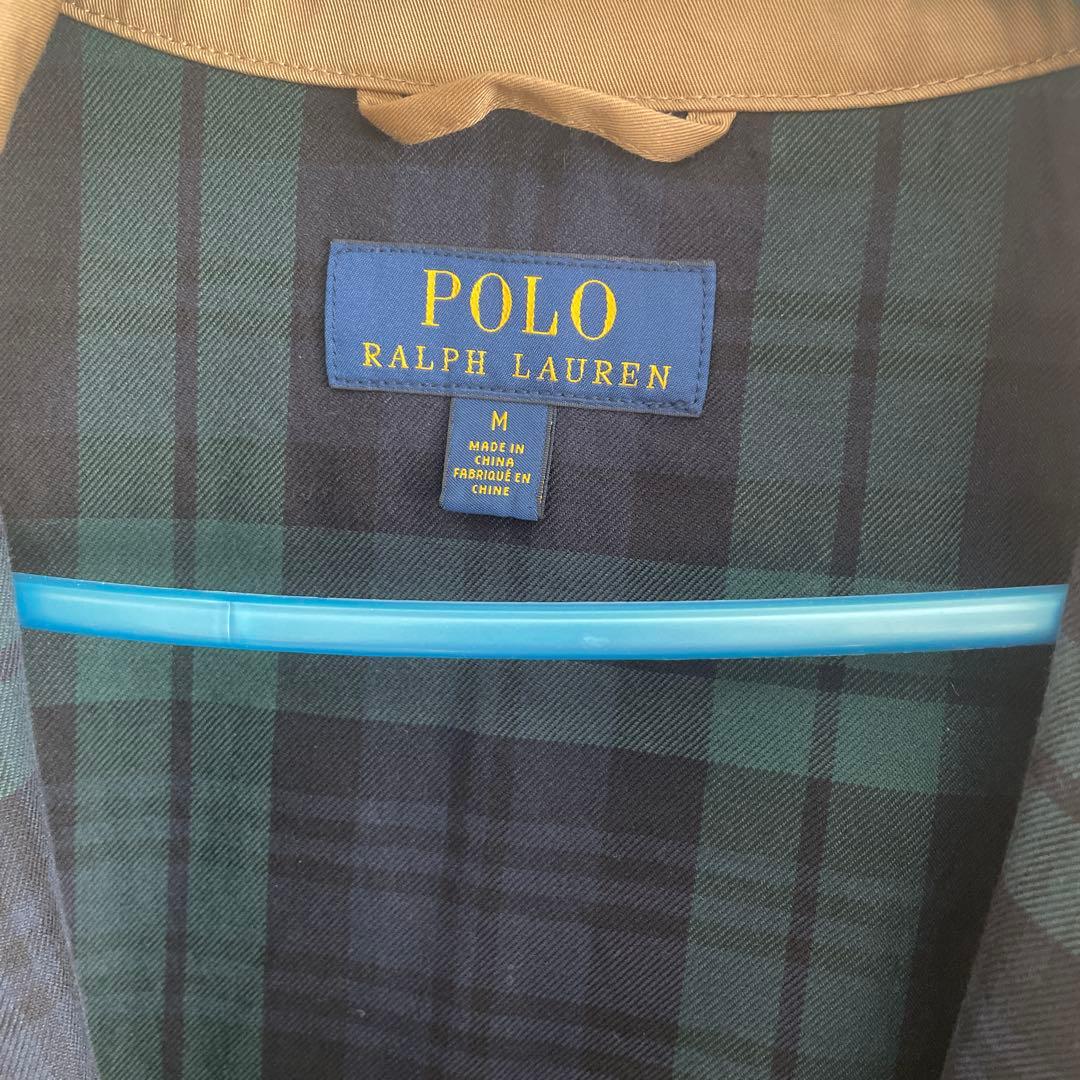 POLO
RALPH LAUREN
M
MADE IN
CHINA
FABRIQUÉ EN
CHINE